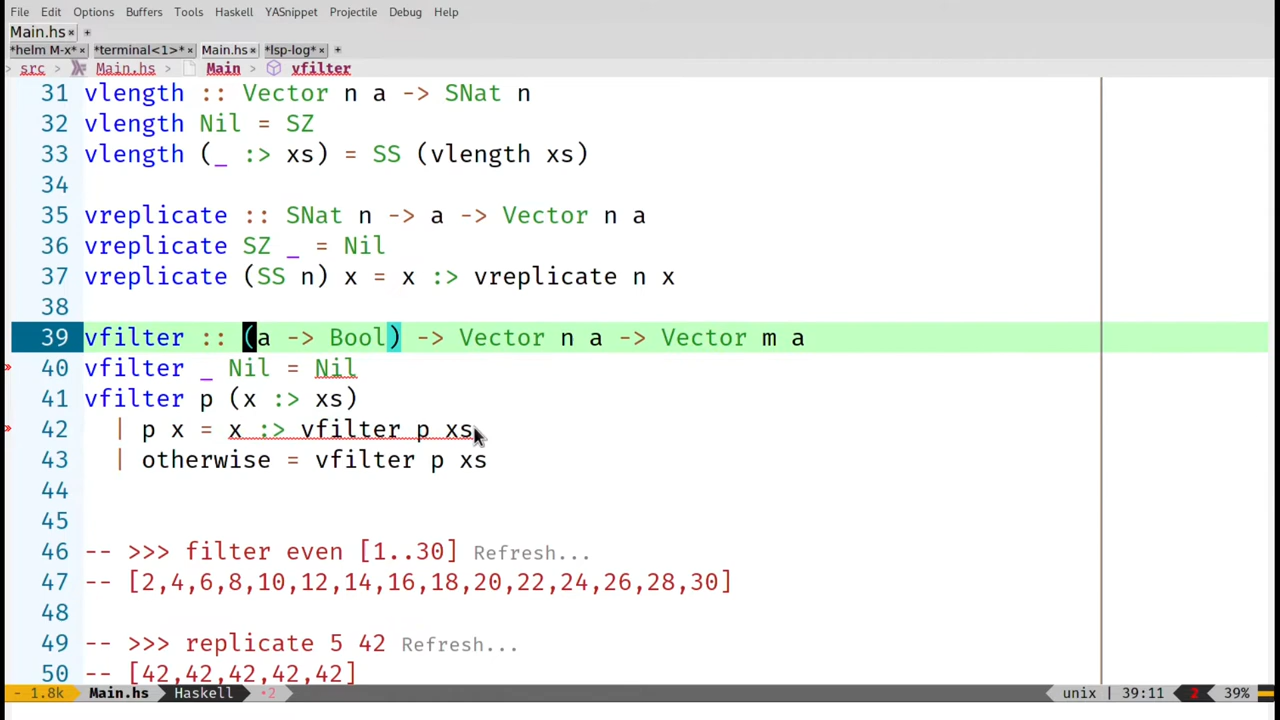 File Edit Options Buffers Tools Haskell YASnippet Projectile Debug Help
Main.hs × +
*helm M-x* × *terminal<1>* × Main.hs × *lsp-log* × +
> src > Main.hs > Main > vfilter
31 vlength :: Vector n a -> SNat n
32 vlength Nil = SZ
33 vlength (_ :> xs) = SS (vlength xs)
34
35 vreplicate :: SNat n -> a -> Vector n a
36 vreplicate SZ _ = Nil
37 vreplicate (SS n) x = x :> vreplicate n x
38
39 vfilter :: (a -> Bool) -> Vector n a -> Vector m a
» 40 vfilter _ Nil = Nil
41 vfilter p (x :> xs)
» 42 | p x = x :> vfilter p xs
43 | otherwise = vfilter p xs
44
45
46 -- >>> filter even [1..30] Refresh...
47 -- [2,4,6,8,10,12,14,16,18,20,22,24,26,28,30]
48
49 -- >>> replicate 5 42 Refresh...
50 -- [42,42,42,42,42]
- 1.8k Main.hs Haskell •2 unix | 39:11 2 39%